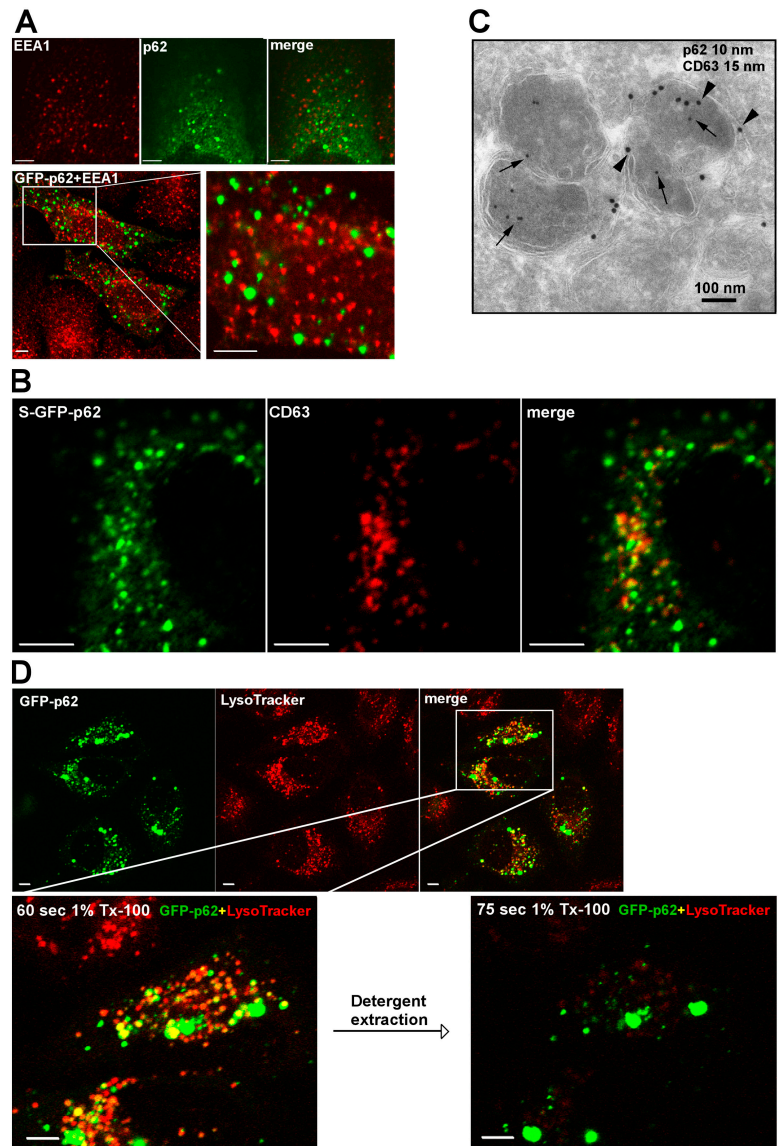 A
EEA1
p62
merge
GFP-p62+EEA1
C
p62 10 nm
CD63 15 nm
100 nm
B
S-GFP-p62
CD63
merge
D
GFP-p62
LysoTracker
merge
60 sec 1% Tx-100 GFP-p62+LysoTracker
Detergent
extraction
75 sec 1% Tx-100 GFP-p62+LysoTracker